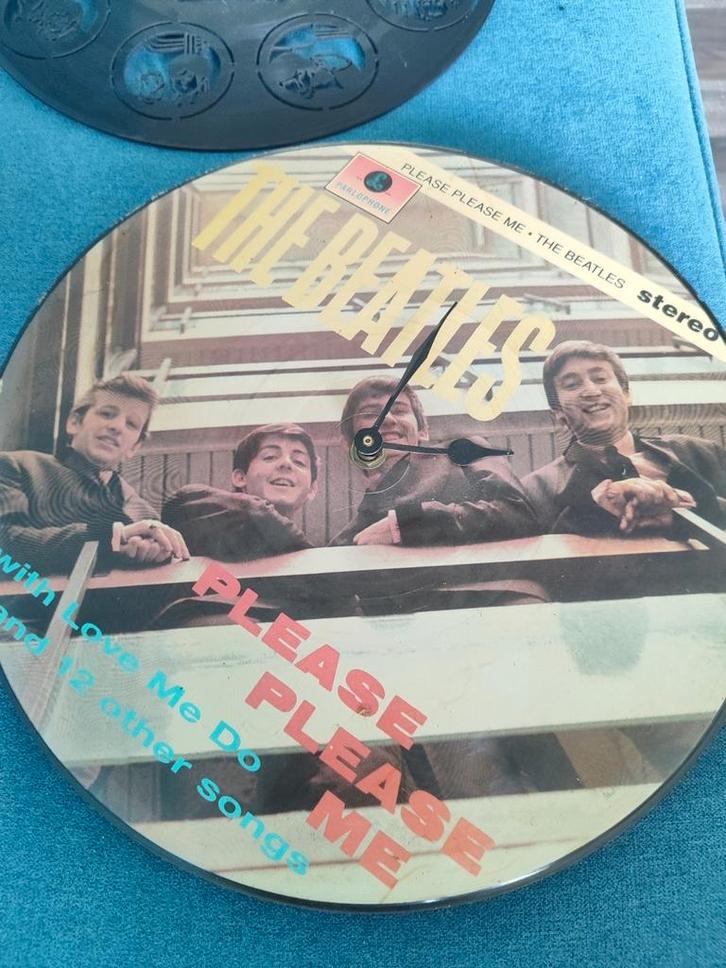 PARLOPHONE
PLEASE PLEASE ME • THE BEATLES
stereo
THE BEATLES
PLEASE
PLEASE
ME
with Love Me Do
and 12 other songs